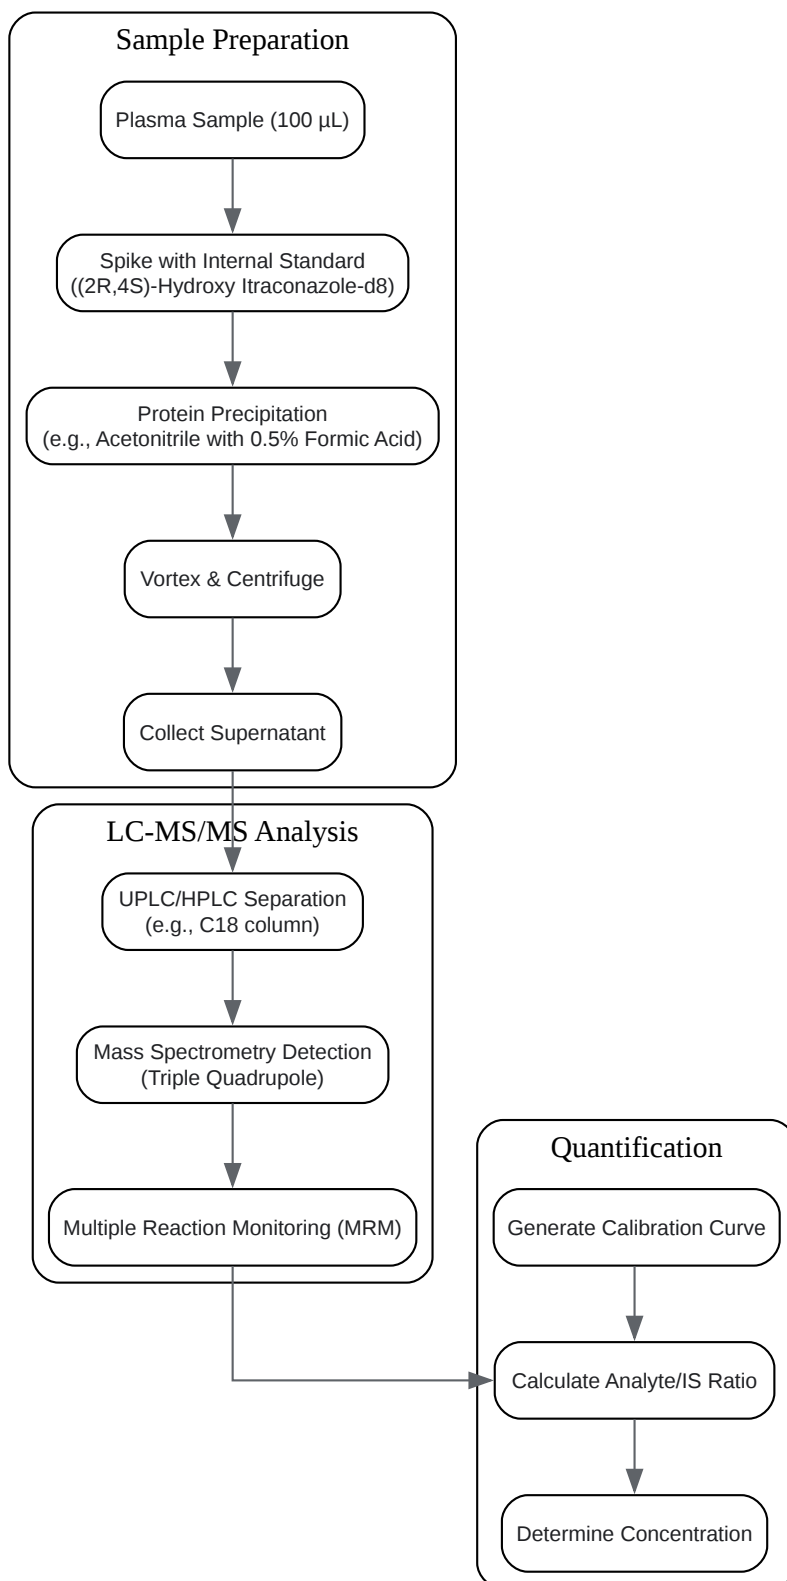 Sample Preparation
Plasma Sample (100 µL)
Spike with Internal Standard
((2R,4S)-Hydroxy Itraconazole-d8)
Protein Precipitation
(e.g., Acetonitrile with 0.5% Formic Acid)
Vortex & Centrifuge
Collect Supernatant
LC-MS/MS Analysis
UPLC/HPLC Separation
(e.g., C18 column)
Mass Spectrometry Detection
(Triple Quadrupole)
Multiple Reaction Monitoring (MRM)
Quantification
Generate Calibration Curve
Calculate Analyte/IS Ratio
Determine Concentration